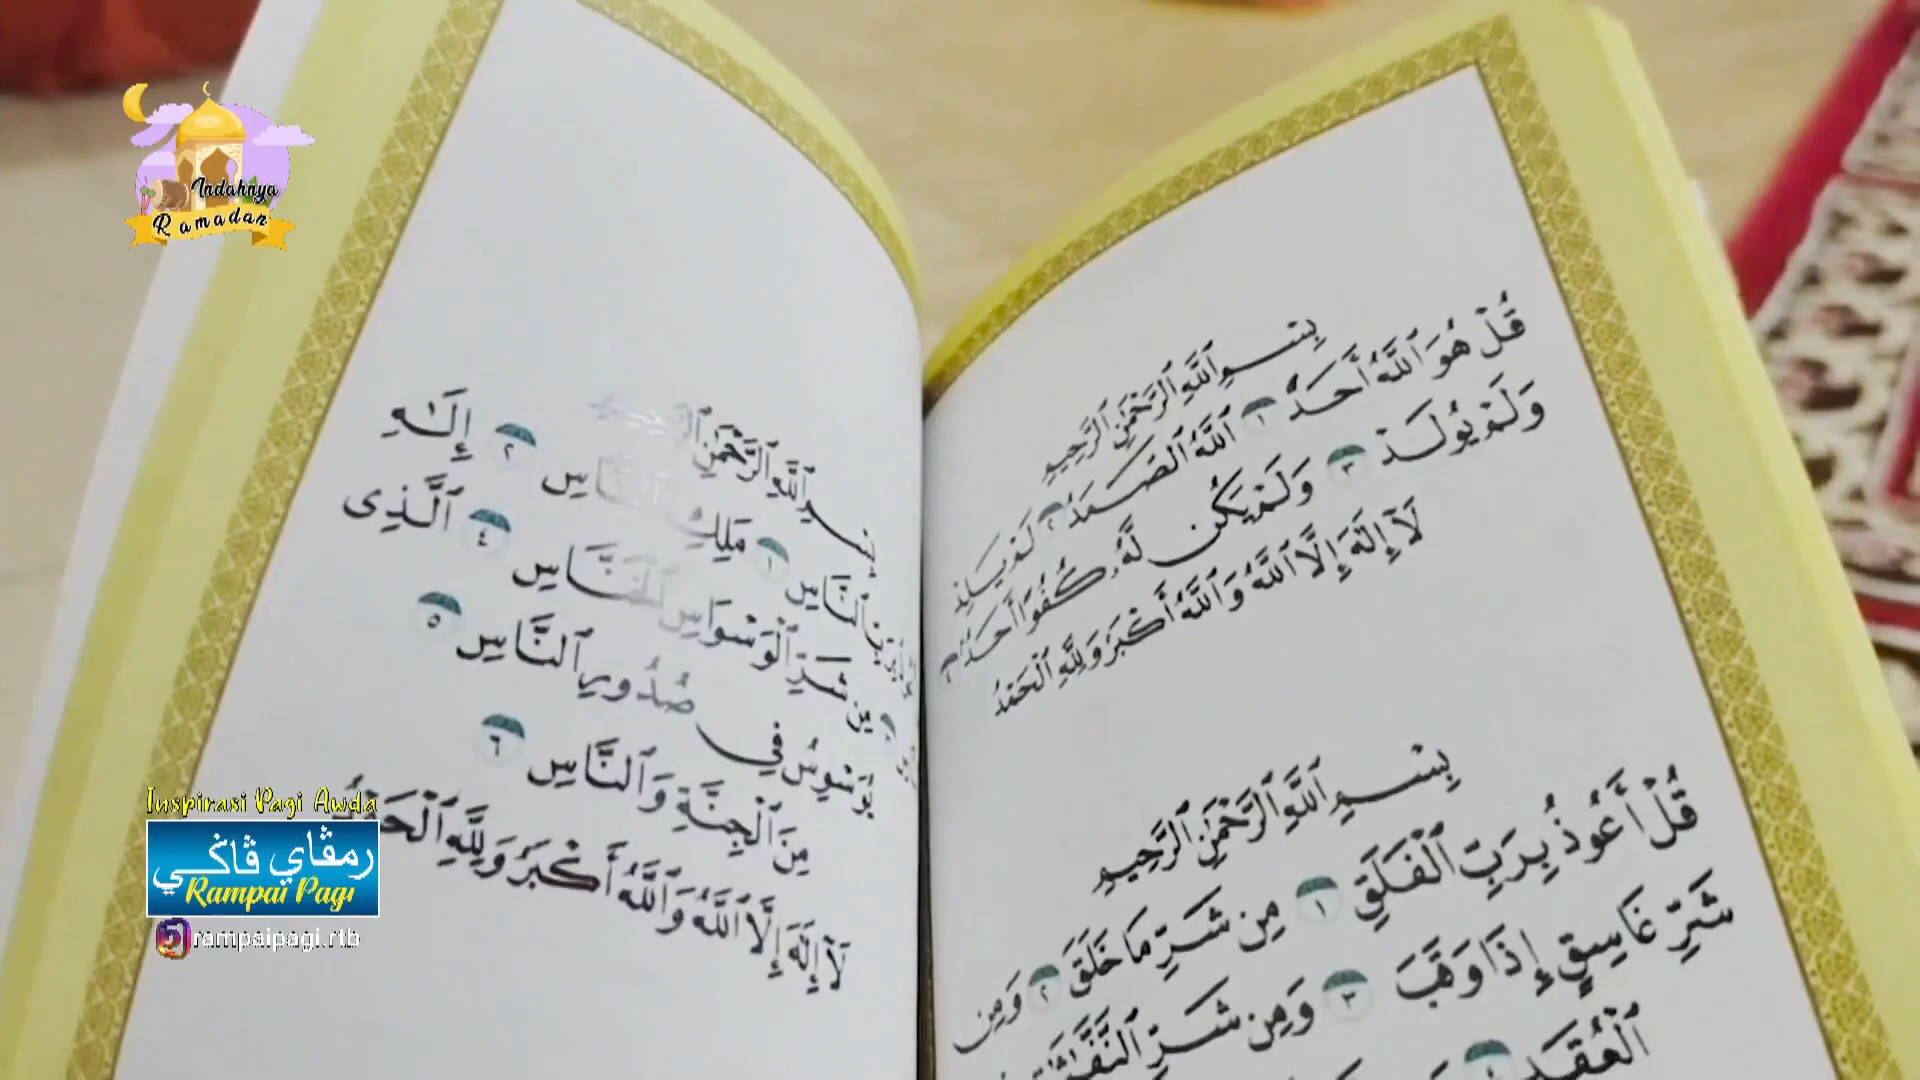 Indahnya
Ramadan
بِسْمِ ٱللَّهِ ٱلرَّحْمَٰنِ ٱلرَّحِيمِ
قُلْ هُوَ ٱللَّهُ أَحَدٌ ١ ٱللَّهُ ٱلصَّمَدُ ٢ لَمْ يَلِدْ
وَلَمْ يُولَدْ ٣ وَلَمْ يَكُن لَّهُۥ كُفُوًا أَحَدٌۢ ٤
لَآ إِلَٰهَ إِلَّا ٱللَّهُ وَٱللَّهُ أَكْبَرُ وَلِلَّهِ ٱلْحَمْدُ
بِسْمِ ٱللَّهِ ٱلرَّحْمَٰنِ ٱلرَّحِيمِ
قُلْ أَعُوذُ بِرَبِّ ٱلْفَلَقِ ١ مِن شَرِّ مَا خَلَقَ ٢ وَمِن
شَرِّ غَاسِقٍ إِذَا وَقَبَ ٣ وَمِن شَرِّ ٱلنَّفَّٰثَٰتِ
ٱلْعُقَدِ
بِسْمِ ٱللَّهِ ٱلرَّحْمَٰنِ ٱلرَّحِيمِ
بِرَبِّ ٱلنَّاسِ ١ مَلِكِ ٱلنَّاسِ ٢ إِلَٰهِ
مِن شَرِّ ٱلْوَسْوَاسِ ٱلْخَنَّاسِ ٤ ٱلَّذِى
يُوَسْوِسُ فِى صُدُورِ ٱلنَّاسِ ٥
مِنَ ٱلْجِنَّةِ وَٱلنَّاسِ ٦
لَآ إِلَٰهَ إِلَّا ٱللَّهُ وَٱللَّهُ أَكْبَرُ وَلِلَّهِ ٱلْحَمْدُ
Inspirasi Pagi Awda
رمڤاي ڤاڬي
Rampai Pagi
rampaipagi.rtb